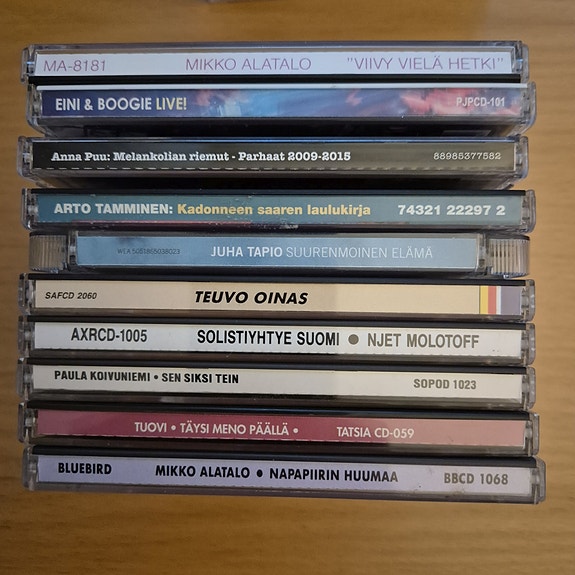 MA-8181 MIKKO ALATALO "VIIVY VIELÄ HETKI"
EINI & BOOGIE LIVE! PJPCD-101
Anna Puu: Melankolian riemut - Parhaat 2009-2015 88985377582
ARTO TAMMINEN: Kadonneen saaren laulukirja 74321 22297 2
WEA 5051865038023 JUHA TAPIO SUURENMOINEN ELÄMÄ
SAFCD 2060 TEUVO OINAS
AXRCD-1005 SOLISTIYHTYE SUOMI • NJET MOLOTOFF
PAULA KOIVUNIEMI • SEN SIKSI TEIN SOPOD 1023
TUOVI • TÄYSI MENO PÄÄLLÄ • TATSIA CD-059
BLUEBIRD MIKKO ALATALO • NAPAPIIRIN HUUMAA BBCD 1068